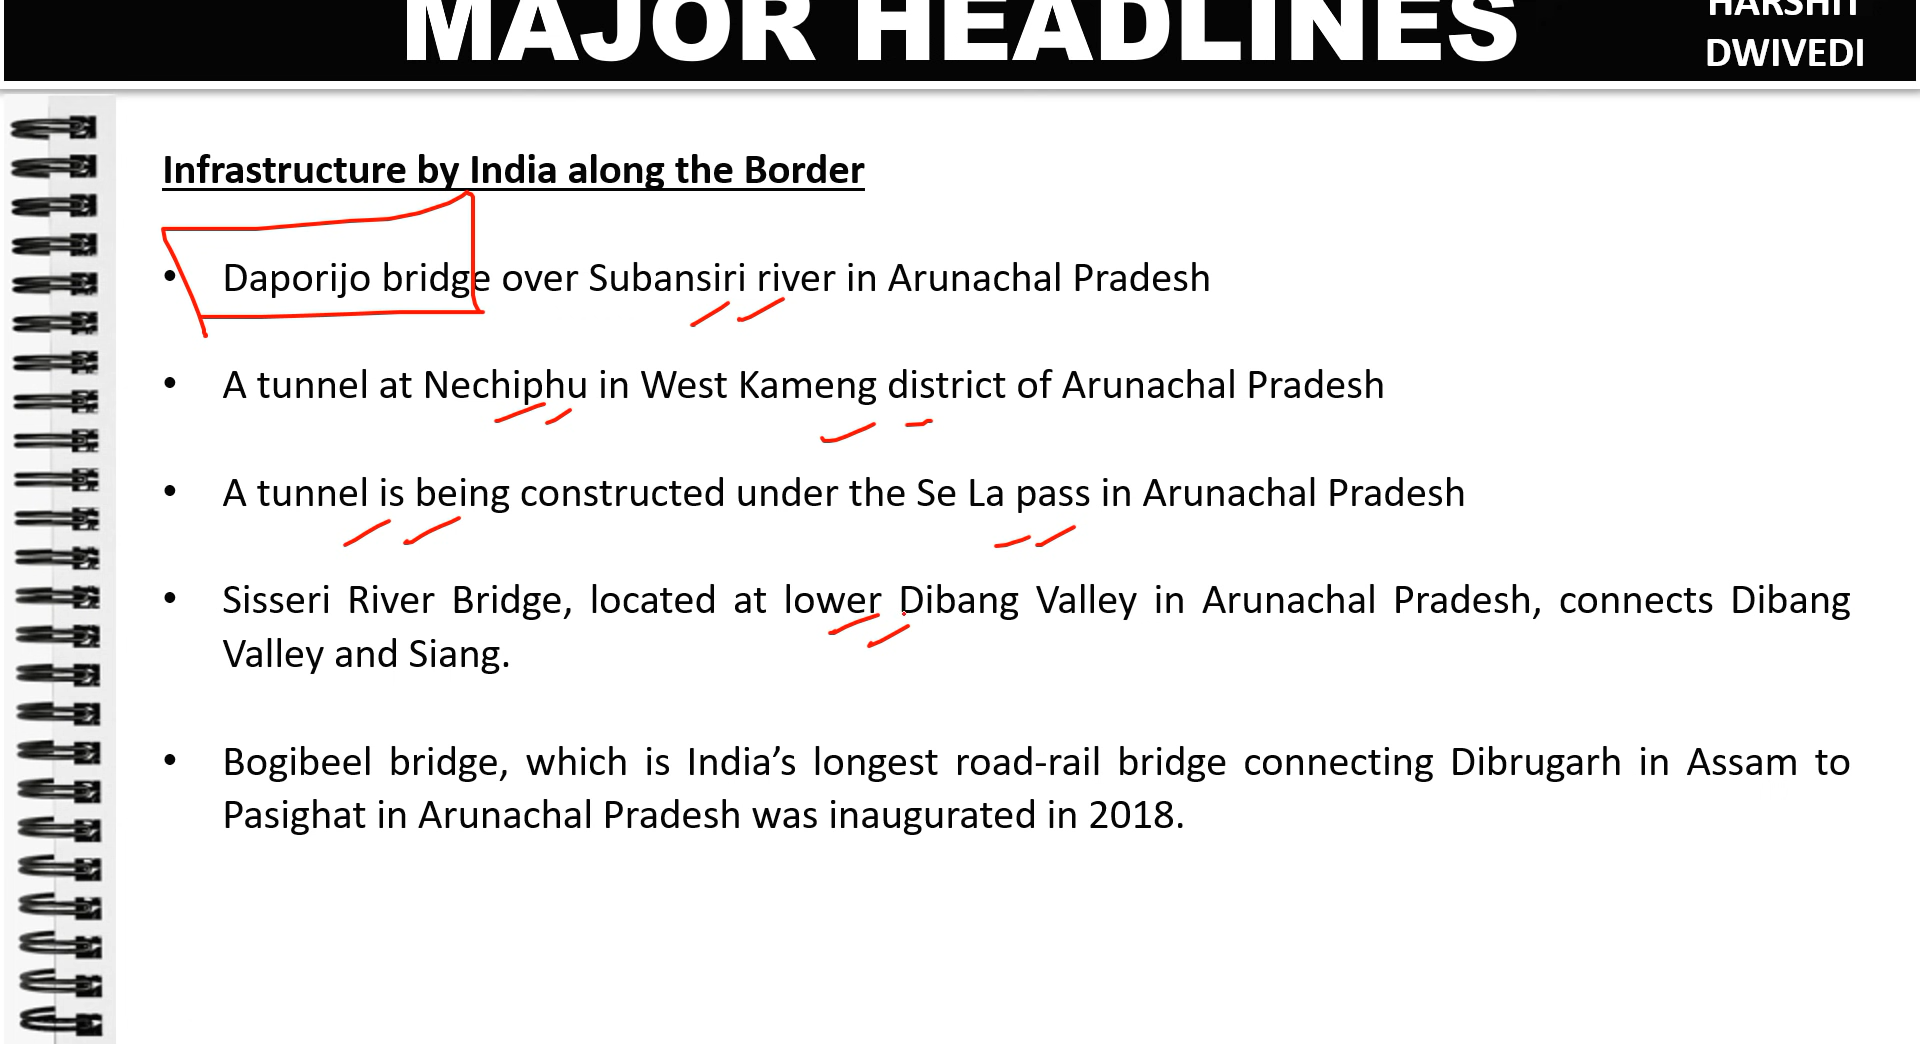 MAJOR HEADLINES
HARSHIT
DWIVEDI
Infrastructure by India along the Border
• Daporijo bridge over Subansiri river in Arunachal Pradesh
• A tunnel at Nechiphu in West Kameng district of Arunachal Pradesh
• A tunnel is being constructed under the Se La pass in Arunachal Pradesh
• Sisseri River Bridge, located at lower Dibang Valley in Arunachal Pradesh, connects Dibang
Valley and Siang.
• Bogibeel bridge, which is India’s longest road-rail bridge connecting Dibrugarh in Assam to
Pasighat in Arunachal Pradesh was inaugurated in 2018.